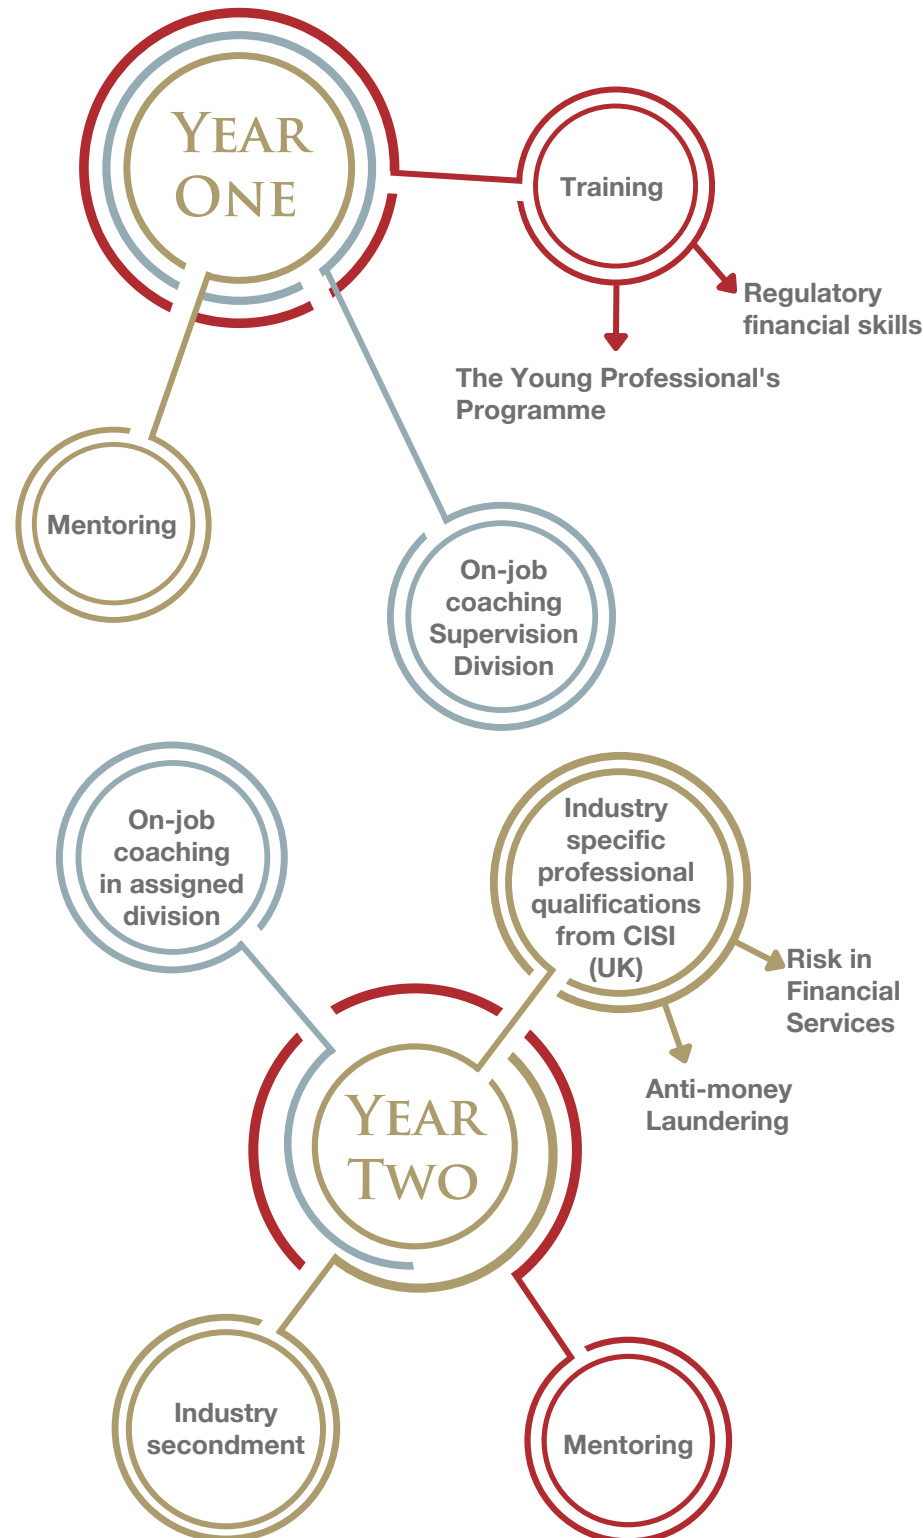 YEAR
ONE
Training
Regulatory
financial skills
The Young Professional's
Programme
Mentoring
On-job
coaching
Supervision
Division
On-job
coaching
in assigned
division
Industry
specific
professional
qualifications
from CISI
(UK)
Risk in
Financial
Services
Anti-money
Laundering
YEAR
TWO
Industry
secondment
Mentoring